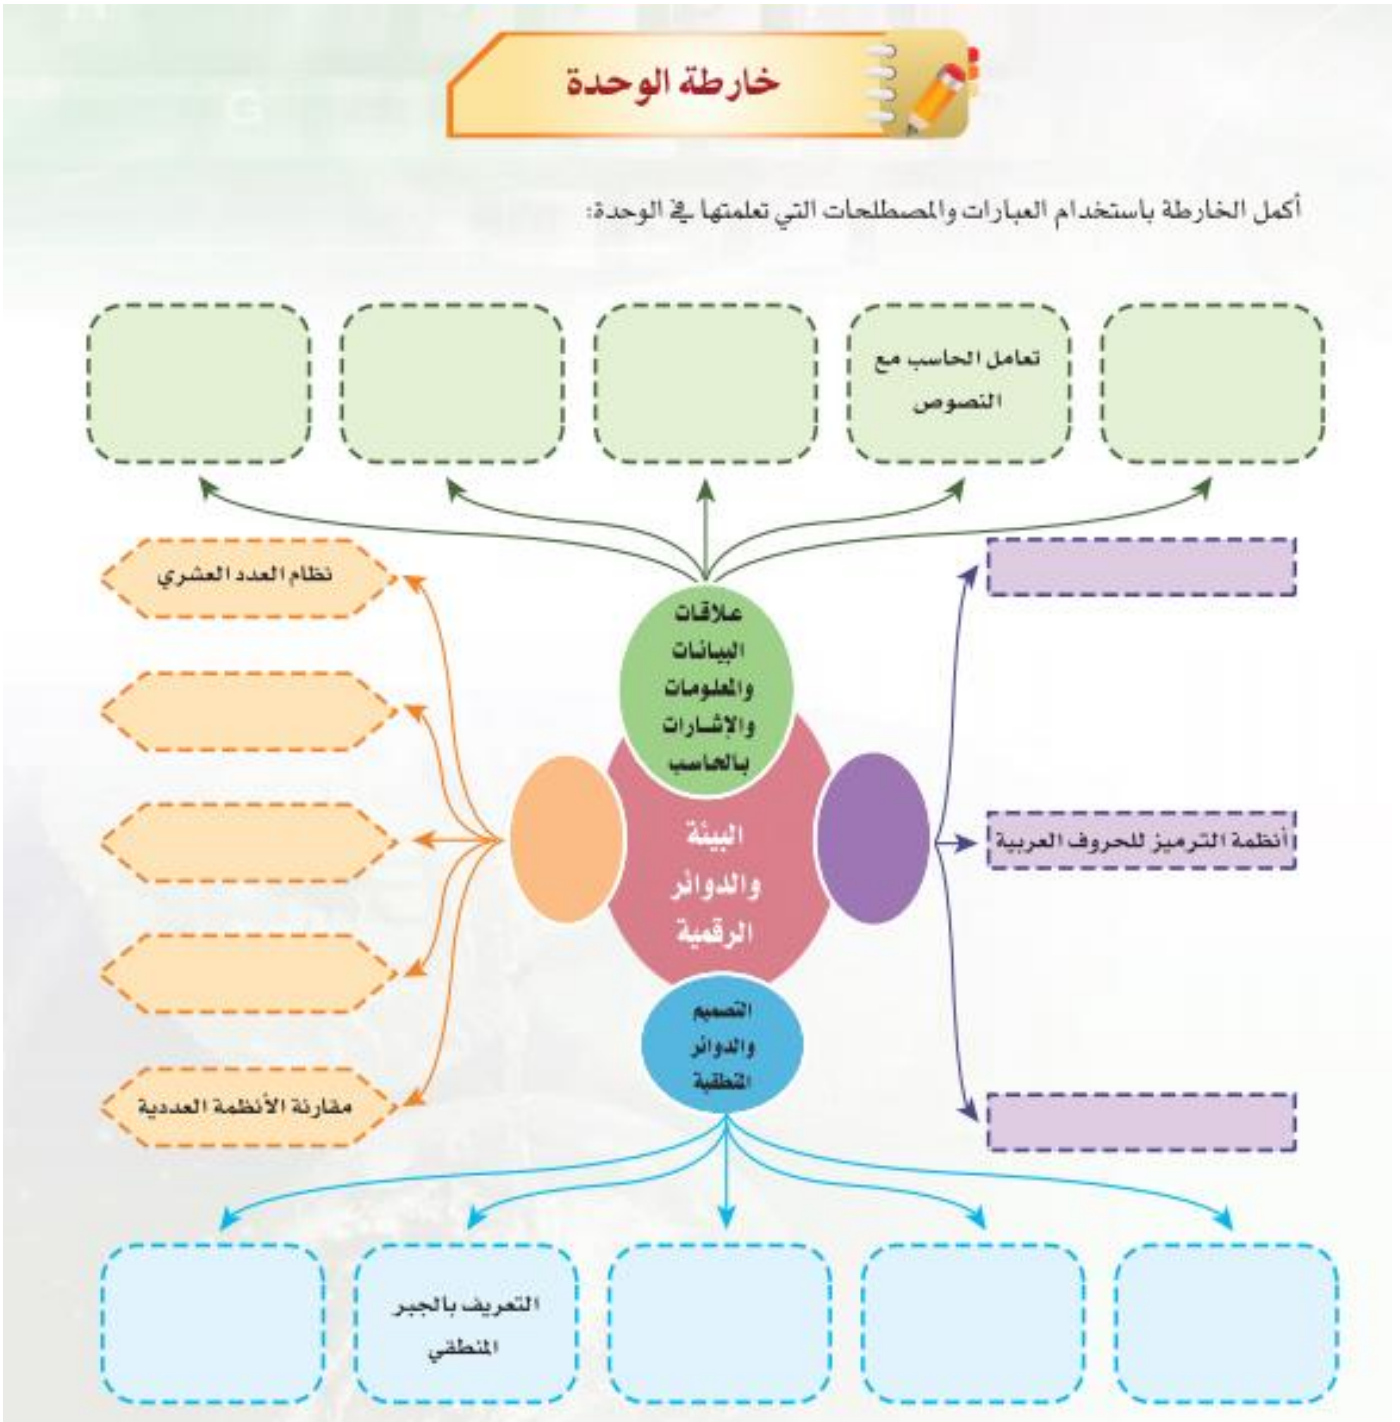 خارطة الوحدة
أكمل الخارطة باستخدام العبارات والمصطلحات التي تعلمتها في الوحدة:
تعامل الحاسب مع
النصوص
نظام العدد العشري
علاقات
البيانات
والمعلومات
والإشارات
بالحاسب
البيئة
والدوائر
الرقمية
أنظمة الترميز للحروف العربية
التصميم
والدوائر
المنطقية
مقارنة الأنظمة العددية
التعريف بالجبر
المنطقي